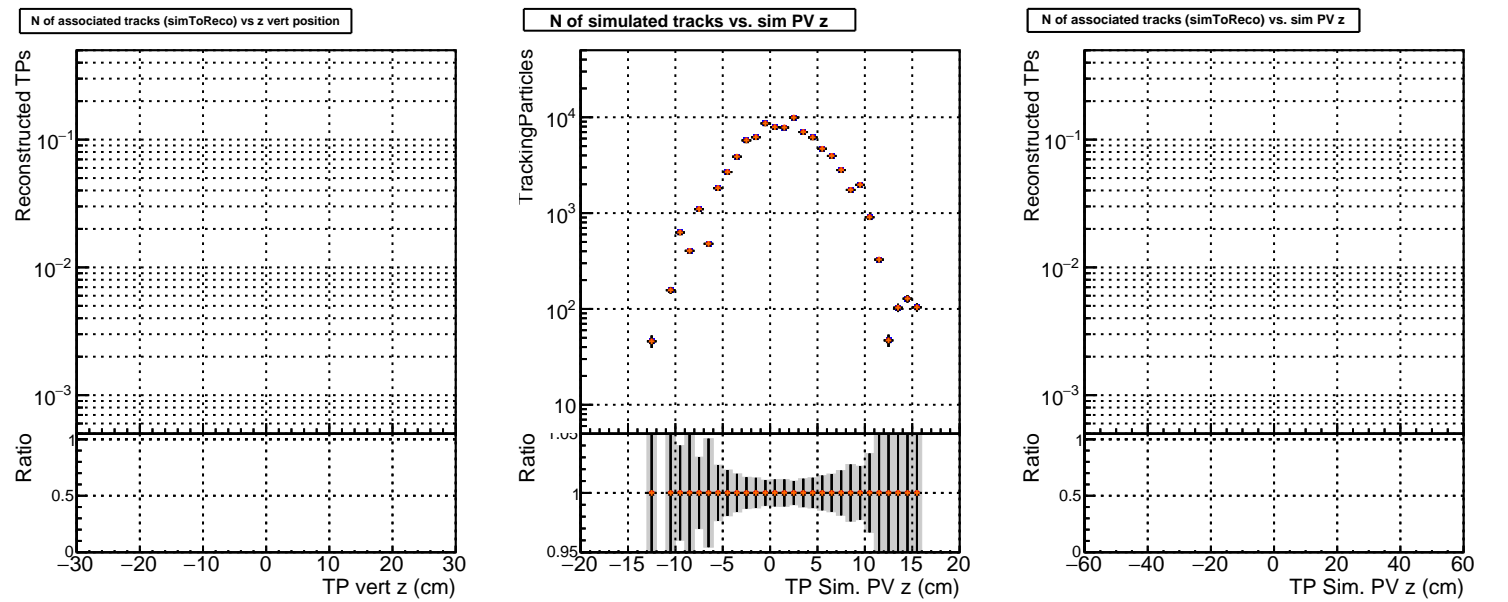 N of associated tracks (simToReco) vs z vert position
Reconstructed TPs
10⁻¹
10⁻²
10⁻³
Ratio
1
0.5
0
−30 −20 −10 0 10 20 30
TP vert z (cm)
N of simulated tracks vs. sim PV z
TrackingParticles
10⁴
10³
10²
10
Ratio
1.05
1
0.95
−20 −15 −10 −5 0 5 10 15 20
TP Sim. PV z (cm)
N of associated tracks (simToReco) vs. sim PV z
Reconstructed TPs
10⁻¹
10⁻²
10⁻³
Ratio
1
0.5
0
−60 −40 −20 0 20 40 60
TP Sim. PV z (cm)